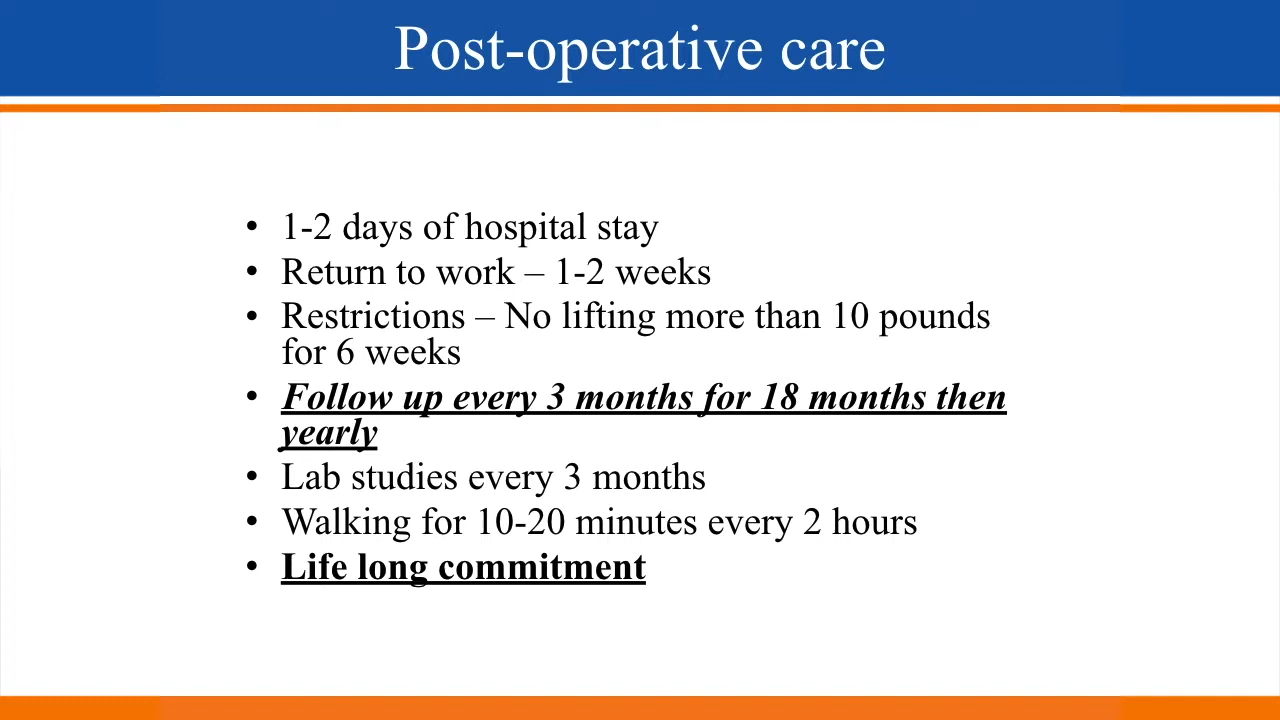 Post-operative care
• 1-2 days of hospital stay
• Return to work – 1-2 weeks
• Restrictions – No lifting more than 10 pounds
for 6 weeks
• Follow up every 3 months for 18 months then
yearly
• Lab studies every 3 months
• Walking for 10-20 minutes every 2 hours
• Life long commitment